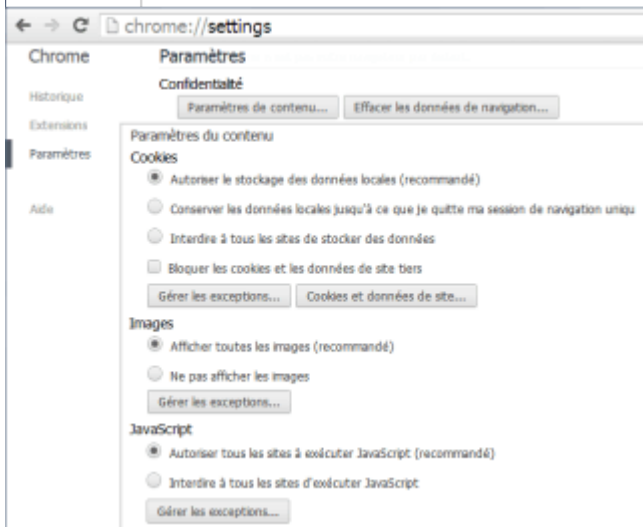 chrome://settings
Chrome
Paramètres
Confidentialité
Historique
Paramètres de contenu... Effacer les données de navigation...
Extensions
Paramètres du contenu
Paramètres
Cookies
Autoriser le stockage des données locales (recommandé)
Aide
Conserver les données locales jusqu'à ce que je quitte ma session de navigation uniqu
Interdire à tous les sites de stocker des données
Bloquer les cookies et les données de site tiers
Gérer les exceptions... Cookies et données de site...
Images
Afficher toutes les images (recommandé)
Ne pas afficher les images
Gérer les exceptions...
JavaScript
Autoriser tous les sites à exécuter JavaScript (recommandé)
Interdire à tous les sites d'exécuter JavaScript
Gérer les exceptions...